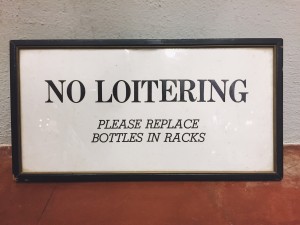 NO LOITERING
PLEASE REPLACE
BOTTLES IN RACKS